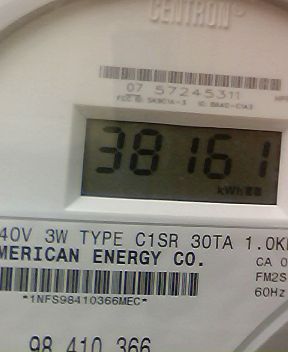 CENTRON®
07 57245311
38161
kWh
40V 3W TYPE C1SR 30TA 1.0K
MERICAN ENERGY CO.
CA 0
FM2S
*1NFS98410366MEC*
60Hz
98 410 366